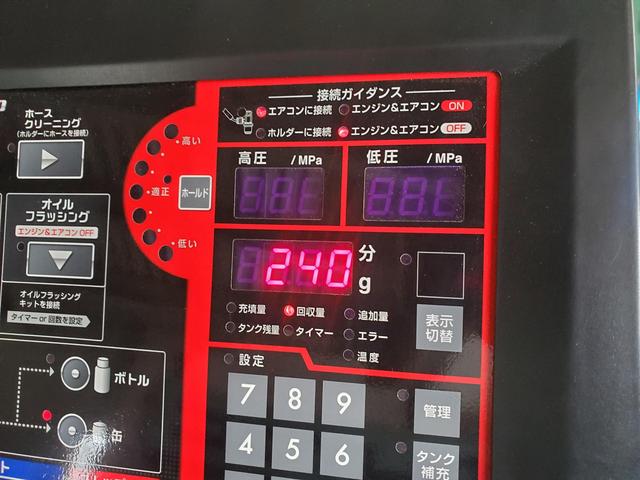 ホース
クリーニング
(ホルダーにホースを接続)
オイル
フラッシング
エンジン&エアコン OFF
オイルフラッシング
キットを接続
タイマー or 回数を設定
ボトル
缶
高い
適正
低い
ホールド
接続ガイダンス
エアコンに接続
エンジン&エアコン ON
ホルダーに接続
エンジン&エアコン OFF
高圧 /MPa
低圧 /MPa
240
分
g
充填量
回収量
追加量
タンク残量
タイマー
エラー
温度
表示
切替
設定
7
8
9
管理
4
5
6
タンク
補充